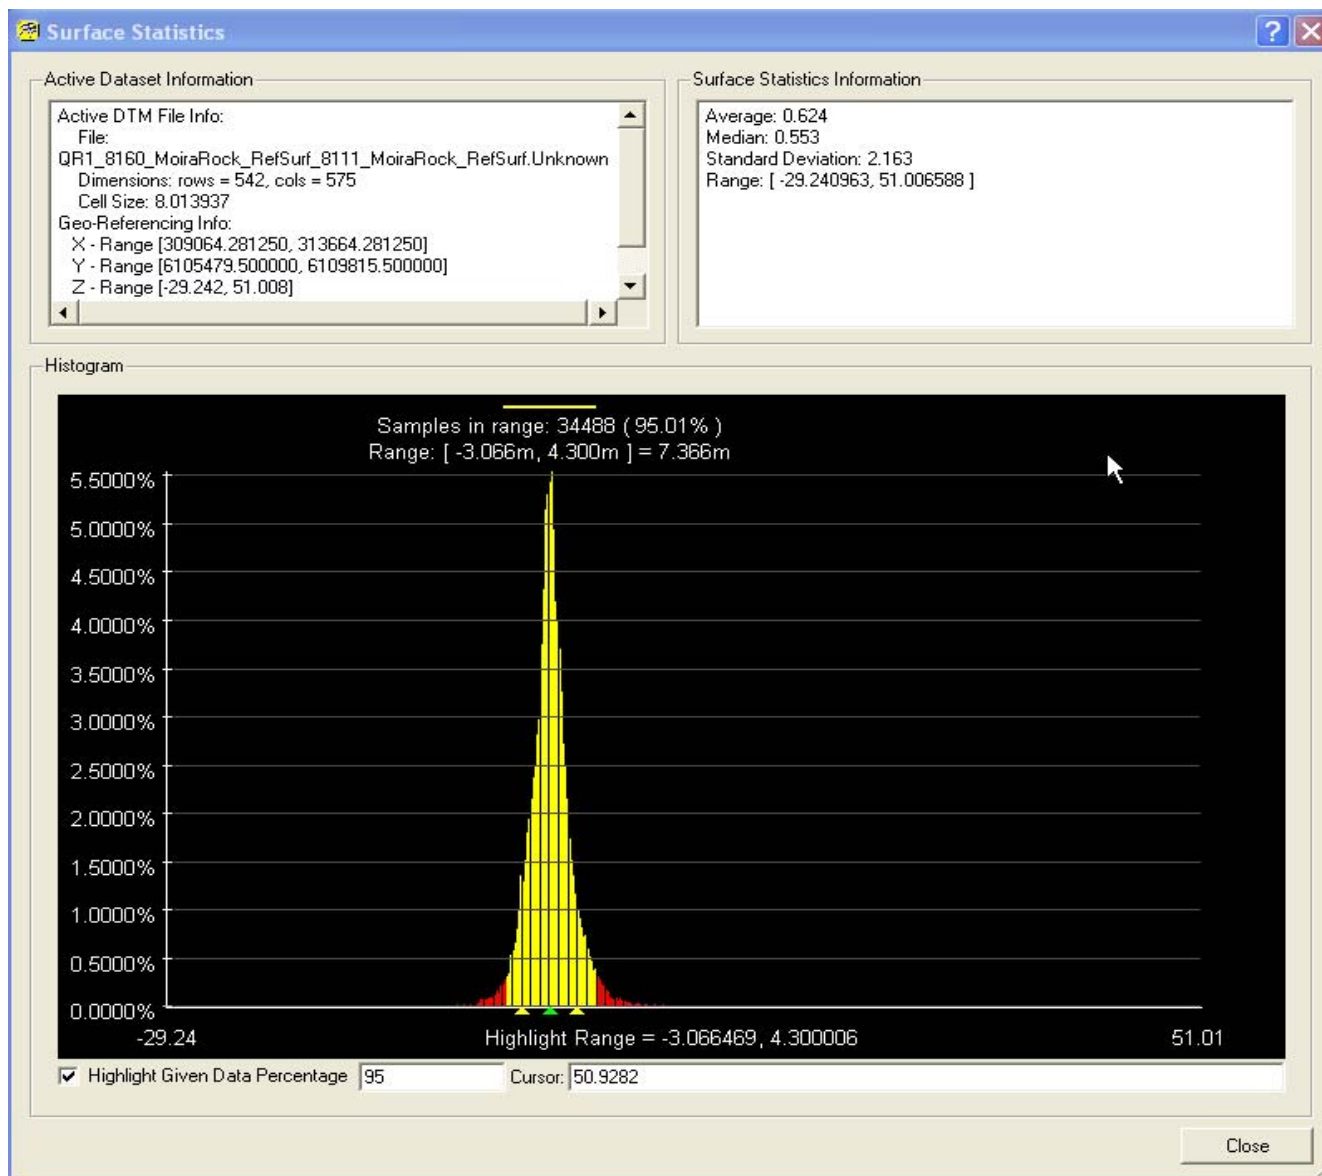 Surface Statistics
Active Dataset Information
Active DTM File Info:
File:
QR1_8160_MoiraRock_RefSurf_8111_MoiraRock_RefSurf.Unknown
Dimensions: rows = 542, cols = 575
Cell Size: 8.013937
Geo-Referencing Info:
X - Range [309064.281250, 313664.281250]
Y - Range [6105479.500000, 6109815.500000]
Z - Range [-29.242, 51.008]
Surface Statistics Information
Average: 0.624
Median: 0.553
Standard Deviation: 2.163
Range: [ -29.240963, 51.006588 ]
Histogram
Samples in range: 34488 ( 95.01% )
Range: [ -3.066m, 4.300m ] = 7.366m
5.5000%
5.0000%
4.5000%
4.0000%
3.5000%
3.0000%
2.5000%
2.0000%
1.5000%
1.0000%
0.5000%
0.0000%
-29.24 Highlight Range = -3.066469, 4.300006 51.01
Highlight Given Data Percentage 95 Cursor: 50.9282
Close